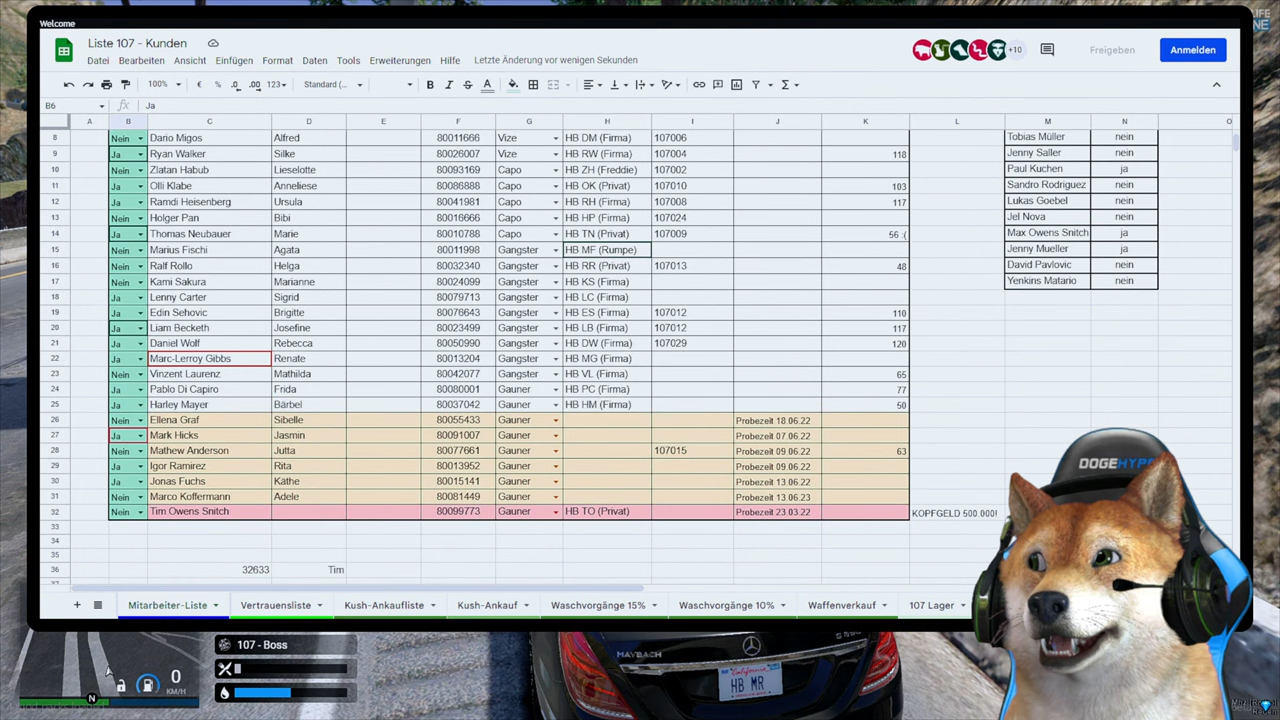 Welcome
Liste 107 - Kunden
Datei Bearbeiten Ansicht Einfügen Format Daten Tools Erweiterungen Hilfe Letzte Änderung vor wenigen Sekunden
+10
Freigeben
Anmelden
100% € % .0 .00 123 Standard (... B I S A
B6 fx Ja
A B C D E F G H I J K L M N O
8 Nein Dario Migos Alfred 80011666 Vize HB DM (Firma) 107006 Tobias Müller nein
9 Ja Ryan Walker Silke 80026007 Vize HB RW (Firma) 107004 118 Jenny Saller nein
10 Nein Zlatan Habub Lieselotte 80093169 Capo HB ZH (Freddie) 107002 Paul Kuchen ja
11 Ja Olli Klabe Anneliese 80086888 Capo HB OK (Privat) 107010 103 Sandro Rodriguez nein
12 Ja Ramdi Heisenberg Ursula 80041981 Capo HB RH (Firma) 107008 117 Lukas Goebel nein
13 Nein Holger Pan Bibi 80016666 Capo HB HP (Firma) 107024 Jel Nova nein
14 Ja Thomas Neubauer Marie 80010788 Capo HB TN (Privat) 107009 56 :( Max Owens Snitch ja
15 Nein Marius Fischi Agata 80011998 Gangster HB MF (Rumpe) Jenny Mueller ja
16 Ja Ralf Rollo Helga 80032340 Gangster HB RR (Privat) 107013 48 David Pavlovic nein
17 Nein Kami Sakura Marianne 80024099 Gangster HB KS (Firma) Yenkins Matario nein
18 Ja Lenny Carter Sigrid 80079713 Gangster HB LC (Firma)
19 Ja Edin Sehovic Brigitte 80076643 Gangster HB ES (Firma) 107012 110
20 Ja Liam Becketh Josefine 80023499 Gangster HB LB (Firma) 107012 117
21 Ja Daniel Wolf Rebecca 80050990 Gangster HB DW (Firma) 107029 120
22 Ja Marc-Lerroy Gibbs Renate 80013204 Gangster HB MG (Firma)
23 Nein Vinzent Laurenz Mathilda 80042077 Gangster HB VL (Firma) 65
24 Ja Pablo Di Capiro Frida 80080001 Gauner HB PC (Firma) 77
25 Ja Harley Mayer Bärbel 80037042 Gauner HB HM (Firma) 50
26 Nein Ellena Graf Sibelle 80055433 Gauner Probezeit 18.06.22
27 Ja Mark Hicks Jasmin 80091007 Gauner Probezeit 07.06.22
28 Nein Mathew Anderson Jutta 80077661 Gauner 107015 Probezeit 09.06.22 63
29 Ja Igor Ramirez Rita 80013952 Gauner Probezeit 09.06.22
30 Ja Jonas Fuchs Käthe 80015141 Gauner Probezeit 13.06.22
31 Nein Marco Koffermann Adele 80081449 Gauner Probezeit 13.06.23
32 Nein Tim Owens Snitch 80099773 Gauner HB TO (Privat) Probezeit 23.03.22 KOPFGELD 500.000!
33
34
35
36 32633 Tim
Mitarbeiter-Liste Vertrauensliste Kush-Ankaufliste Kush-Ankauf Waschvorgänge 15% Waschvorgänge 10% Waffenverkauf 107 Lager
DOGEHYPE
107 - Boss
0
KM/H
N
MAYBACH
California
HB MR